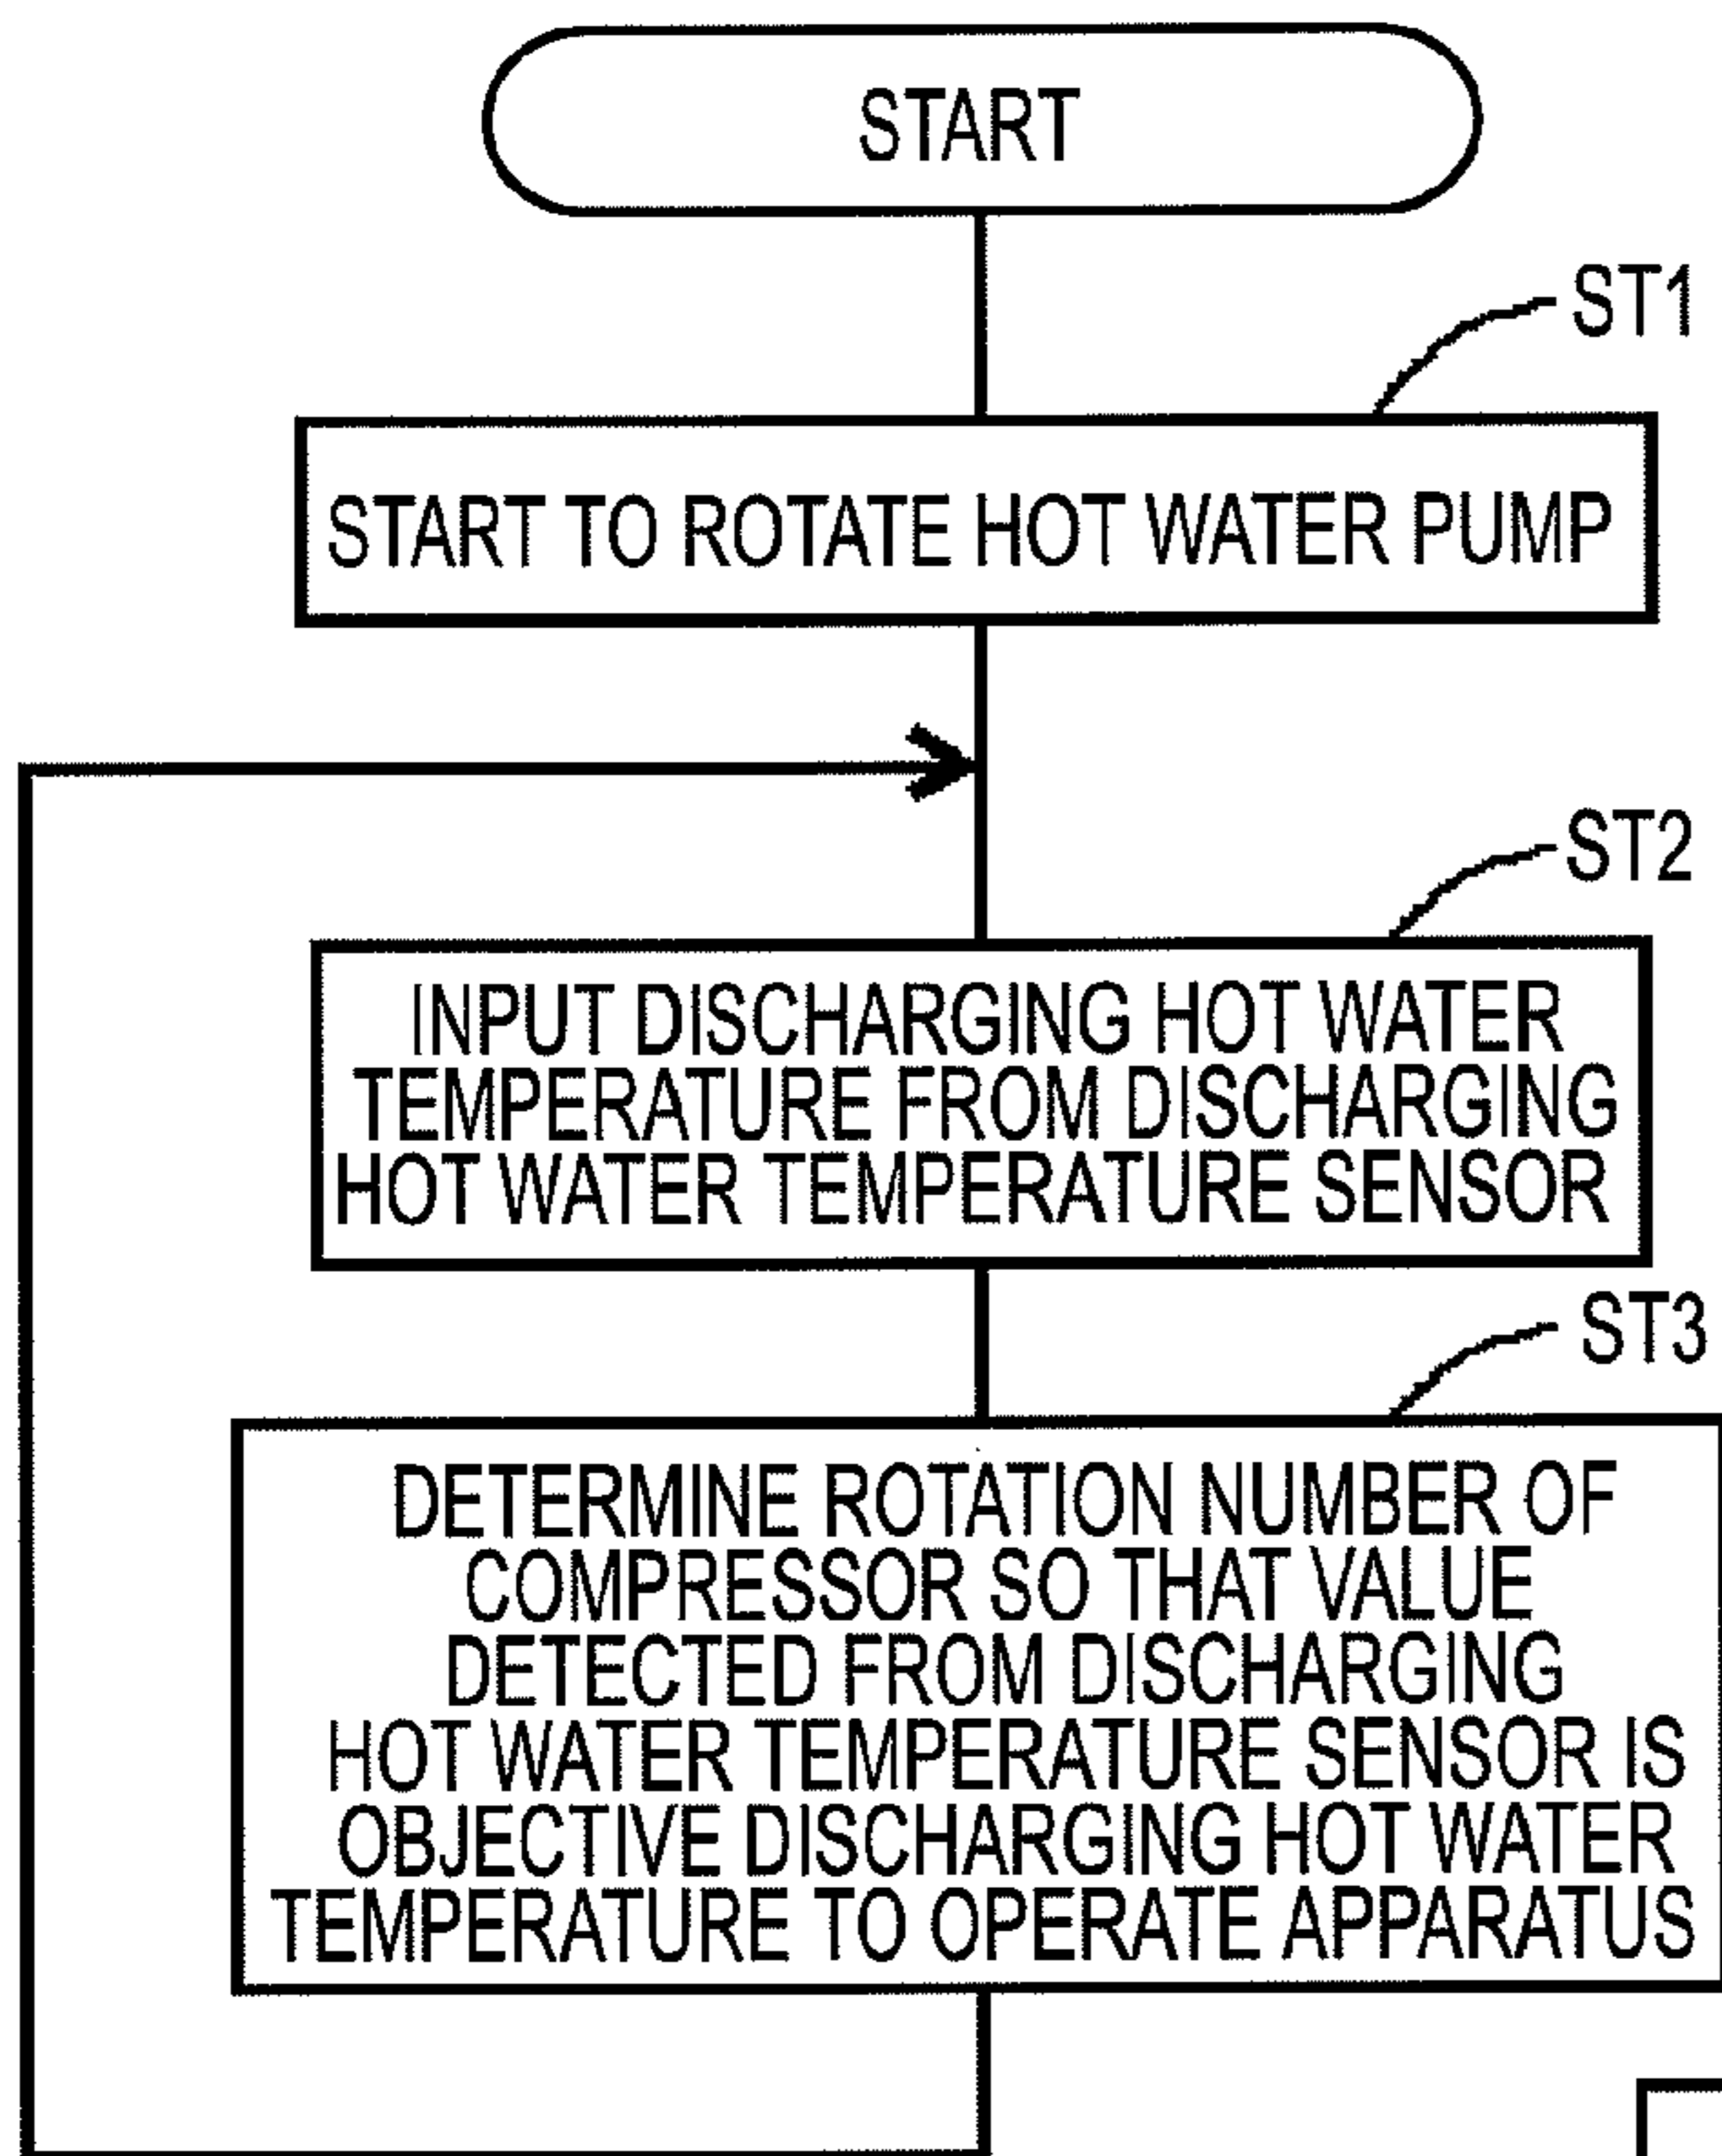 START
ST1
START TO ROTATE HOT WATER PUMP
ST2
INPUT DISCHARGING HOT WATER
TEMPERATURE FROM DISCHARGING
HOT WATER TEMPERATURE SENSOR
ST3
DETERMINE ROTATION NUMBER OF
COMPRESSOR SO THAT VALUE
DETECTED FROM DISCHARGING
HOT WATER TEMPERATURE SENSOR IS
OBJECTIVE DISCHARGING HOT WATER
TEMPERATURE TO OPERATE APPARATUS